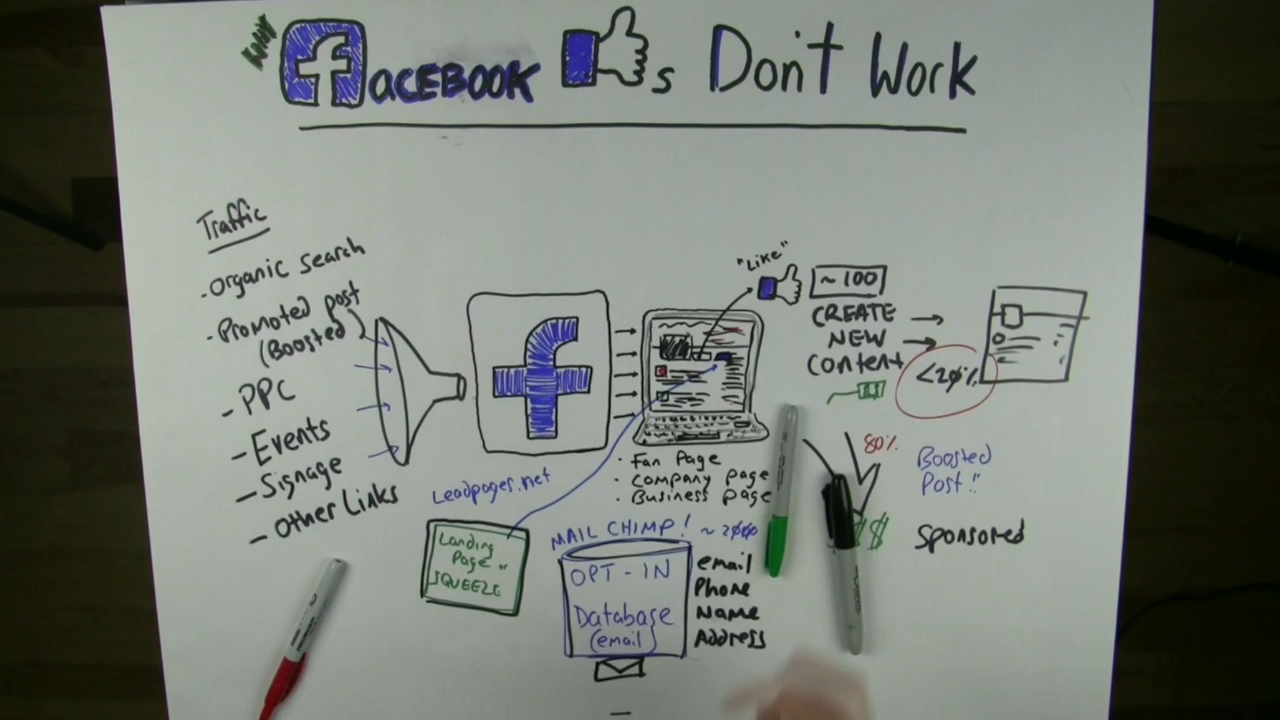 FACEBOOK s Don't Work
Traffic
- Organic search
- Promoted post
(Boosted)
- PPC
- Events
- Signage
- Other Links
"Like"
~100
CREATE
NEW
Content
<20%
80%
Boosted
Post!!
Sponsored
• Fan Page
• Company Page
• Business Page
Leadpages.net
Landing
Page "
SQUEEZE
MAIL CHIMP! ~2000
OPT-IN
Database
(email)
email
Phone
Name
Address